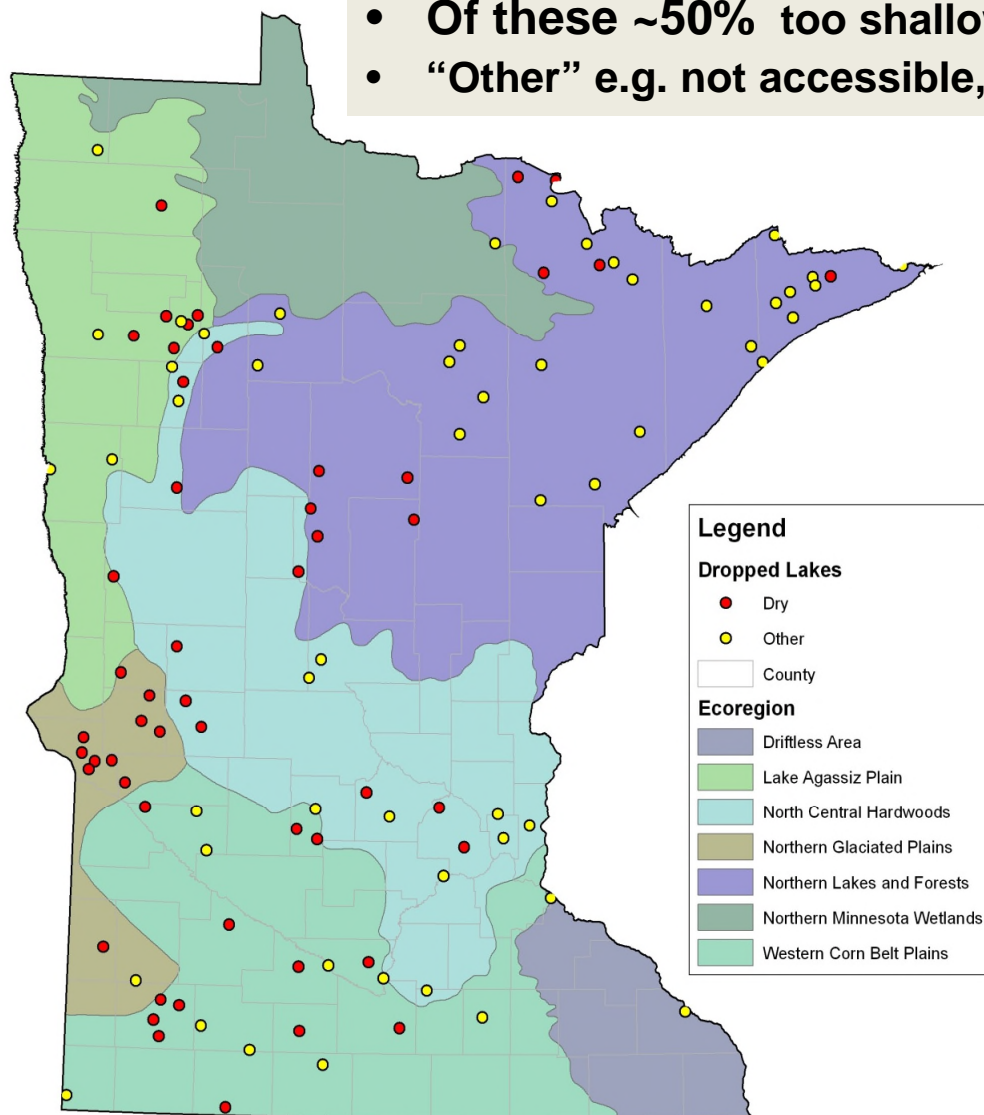 • Of these ~50% too shallow
• “Other” e.g. not accessible,
Legend
Dropped Lakes
Dry
Other
County
Ecoregion
Driftless Area
Lake Agassiz Plain
North Central Hardwoods
Northern Glaciated Plains
Northern Lakes and Forests
Northern Minnesota Wetlands
Western Corn Belt Plains